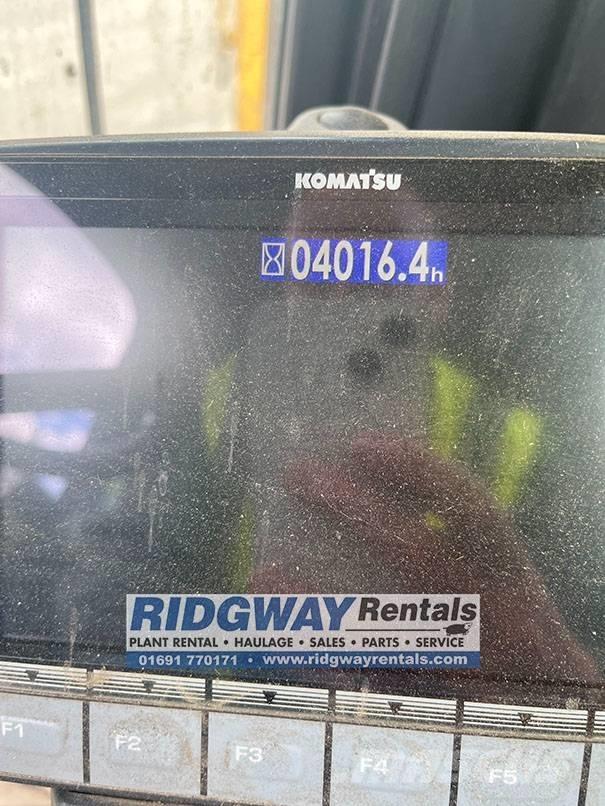 KOMATSU
04016.4h
RIDGWAY Rentals
PLANT RENTAL • HAULAGE • SALES • PARTS • SERVICE
01691 770171 • www.ridgwayrentals.com
F1 F2 F3 F4 F5